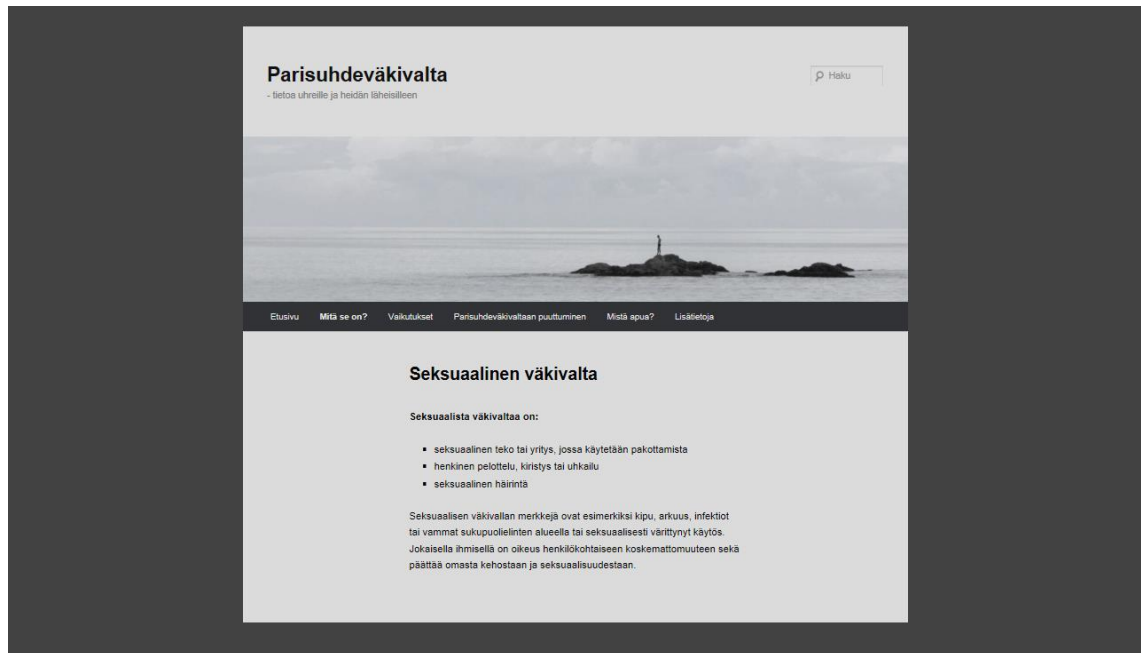 Parisuhdeväkivalta
- tietoa uhreille ja heidän läheisilleen
Haku
Etusivu Mitä se on? Vaikutukset Parisuhdeväkivaltaan puuttuminen Mistä apua? Lisätietoja
Seksuaalinen väkivalta
Seksuaalista väkivaltaa on:
seksuaalinen teko tai yritys, jossa käytetään pakottamista
henkinen pelottelu, kiristys tai uhkailu
seksuaalinen häirintä
Seksuaalisen väkivallan merkkejä ovat esimerkiksi kipu, arkuus, infektiot
tai vammat sukupuolielinten alueella tai seksuaalisesti värittynyt käytös.
Jokaisella ihmisellä on oikeus henkilökohtaiseen koskemattomuuteen sekä
päättää omasta kehostaan ja seksuaalisuudestaan.